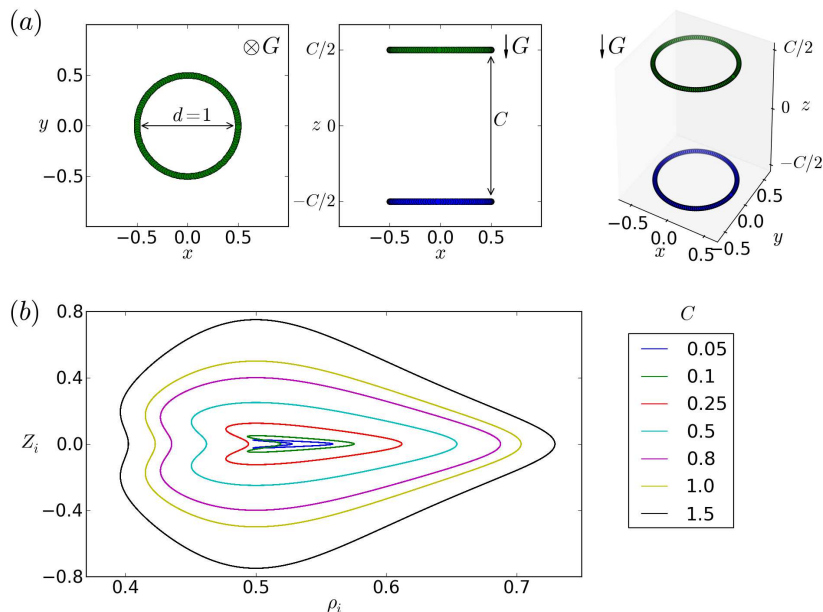 (a)
⊗G
0.5
y 0.0
−0.5
d=1
−0.5 0.0 0.5
x
C/2
z 0
−C/2
↓G
C
−0.5 0.0 0.5
x
↓G
C/2
0
z
−C/2
−0.5
0.0
0.5
x
−0.5
0.0
0.5
y
(b)
0.8
0.4
Z_i 0.0
−0.4
−0.8
0.4 0.5 0.6 0.7
ρ_i
C
0.05
0.1
0.25
0.5
0.8
1.0
1.5